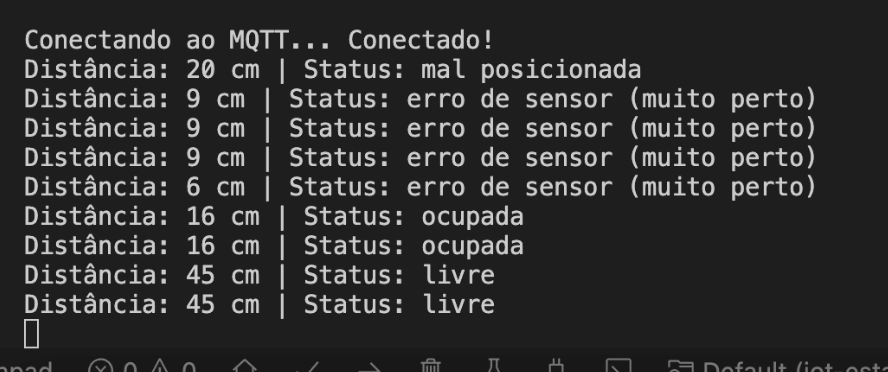 Conectando ao MQTT... Conectado!
Distância: 20 cm | Status: mal posicionada
Distância: 9 cm | Status: erro de sensor (muito perto)
Distância: 9 cm | Status: erro de sensor (muito perto)
Distância: 9 cm | Status: erro de sensor (muito perto)
Distância: 6 cm | Status: erro de sensor (muito perto)
Distância: 16 cm | Status: ocupada
Distância: 16 cm | Status: ocupada
Distância: 45 cm | Status: livre
Distância: 45 cm | Status: livre
0 0 Default (iot-esta